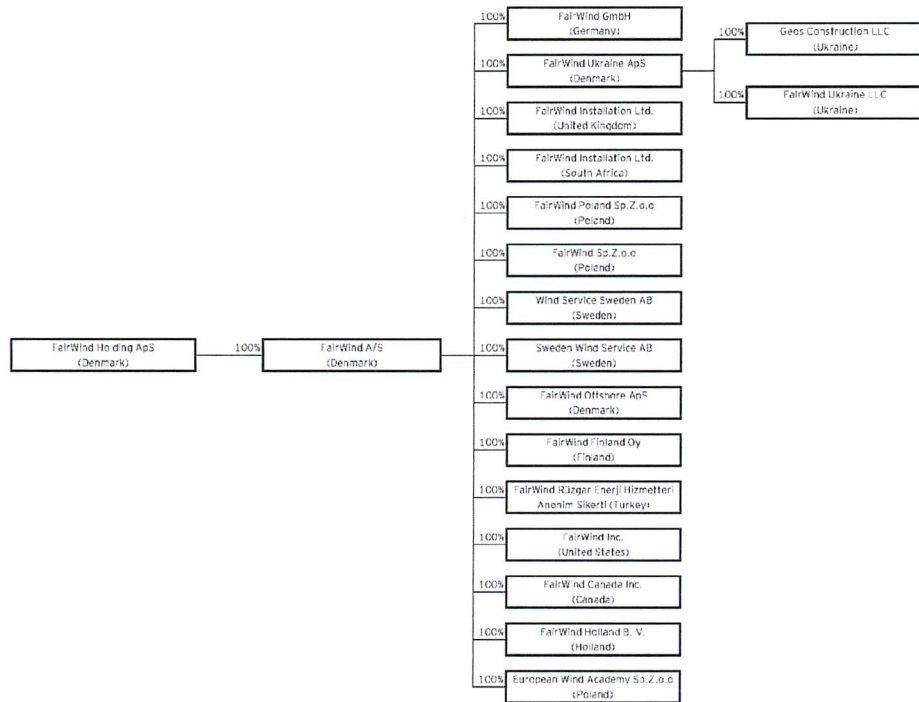 100%
FairWind GmbH
(Germany)
100%
Geos Construction LLC
(Ukraine)
100%
FairWind Ukraine ApS
(Denmark)
100%
FairWind Ukraine LLC
(Ukraine)
100%
FairWind Installation Ltd.
(United Kingdom)
100%
FairWind Installation Ltd.
(South Africa)
100%
FairWind Poland Sp.Z.o.o
(Poland)
100%
FairWind Sp.Z.o.o
(Poland)
100%
Wind Service Sweden AB
(Sweden)
FairWind Holding ApS
(Denmark)
100%
FairWind A/S
(Denmark)
100%
Sweden Wind Service AB
(Sweden)
100%
FairWind Offshore ApS
(Denmark)
100%
FairWind Finland Oy
(Finland)
100%
FairWind Rüzgar Enerji Hizmetteri
Anonim Sikerti (Turkey)
100%
FairWind Inc.
(United States)
100%
FairWind Canada Inc.
(Canada)
100%
FairWind Holland B. V.
(Holland)
100%
European Wind Academy Sp.Z.o.o
(Poland)